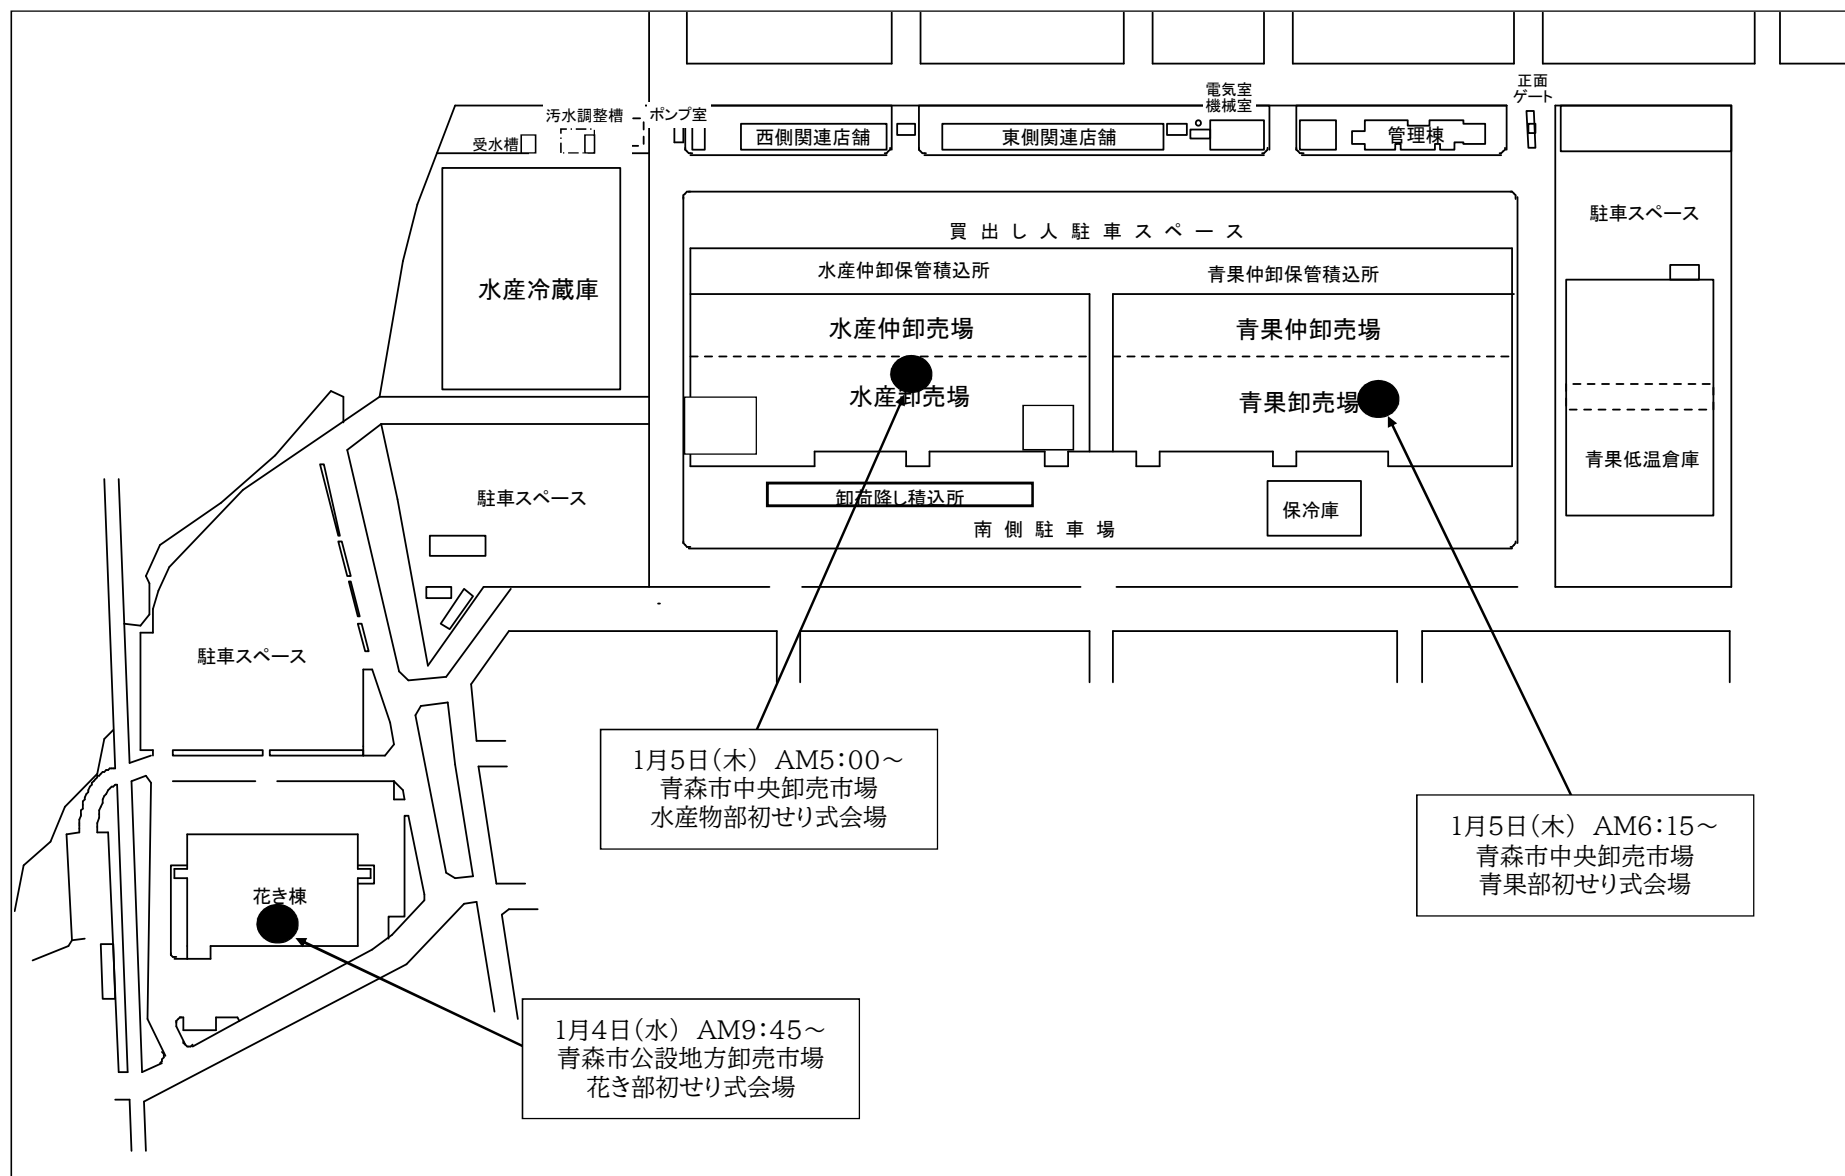 正面
ゲート
電気室
機械室
汚水調整槽
ポンプ室
受水槽
西側関連店舗
東側関連店舗
管理棟
駐車スペース
買出し人駐車スペース
水産仲卸保管積込所
青果仲卸保管積込所
水産冷蔵庫
水産仲卸売場
青果仲卸売場
水産卸売場
青果卸売場
青果低温倉庫
駐車スペース
卸荷降し積込所
保冷庫
南側駐車場
駐車スペース
1月5日(木) AM5:00～
青森市中央卸売市場
水産物部初せり式会場
1月5日(木) AM6:15～
青森市中央卸売市場
青果部初せり式会場
花き棟
1月4日(水) AM9:45～
青森市公設地方卸売市場
花き部初せり式会場